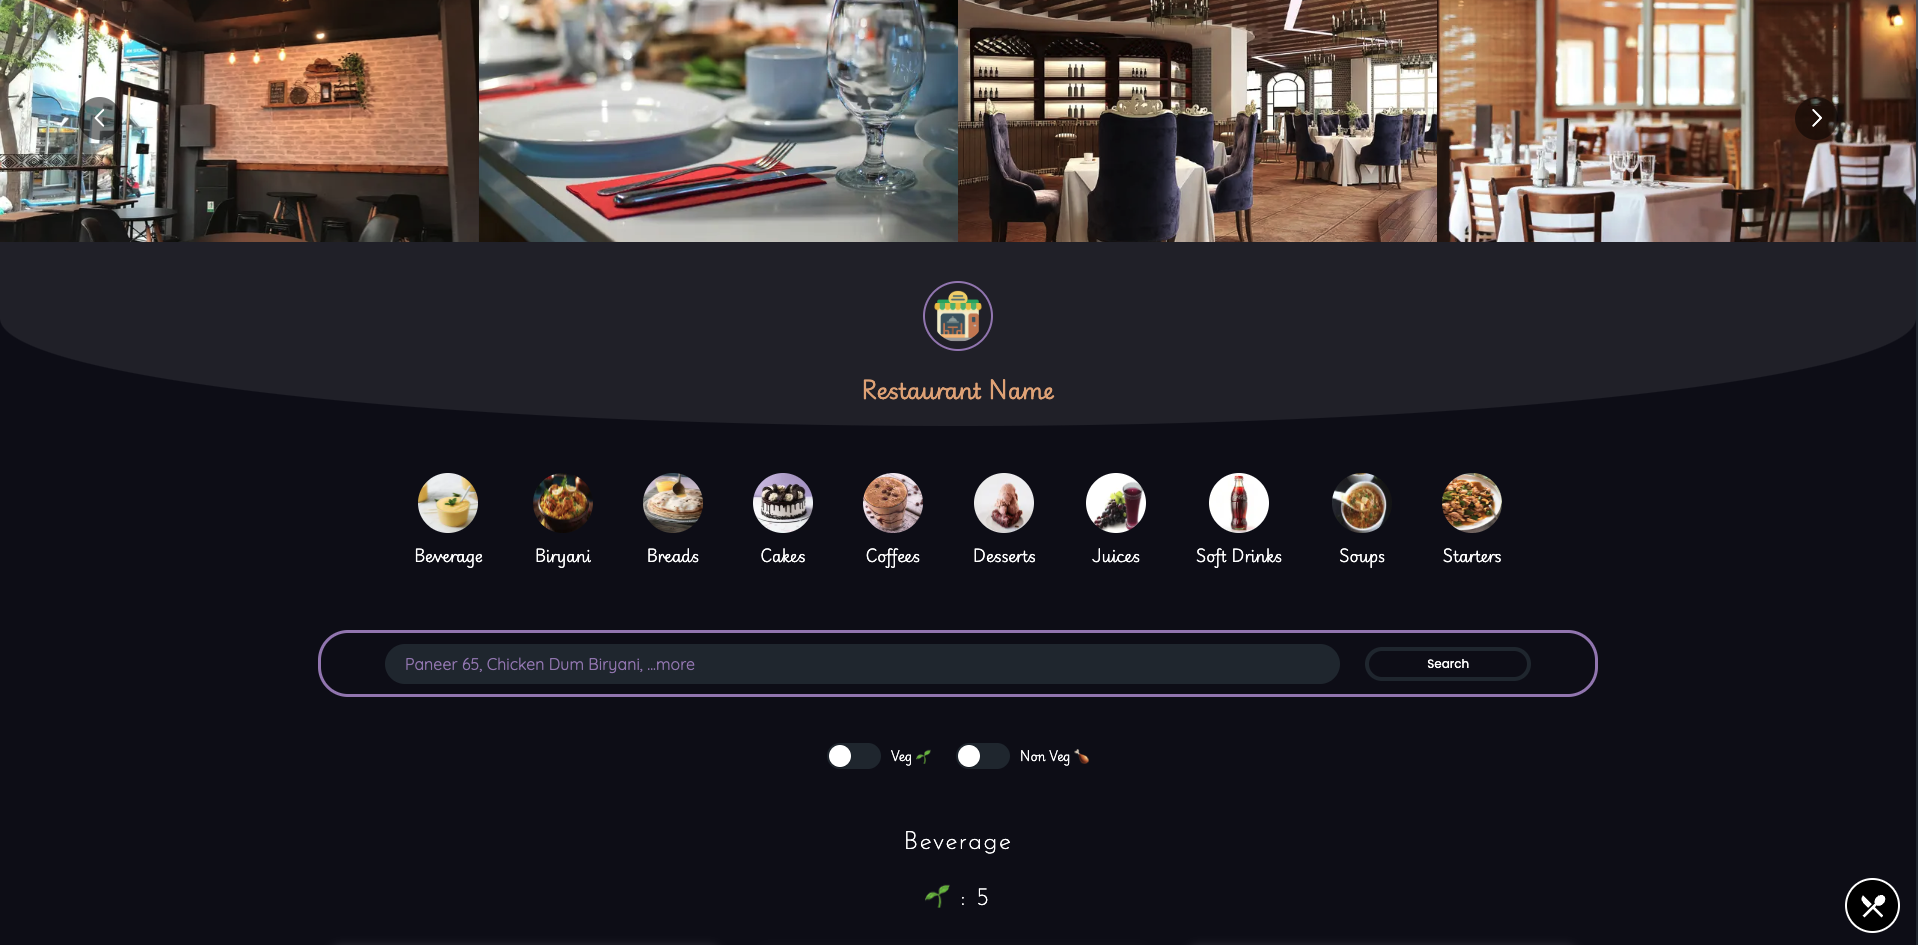 Restaurant Name
Beverage
Biryani
Breads
Cakes
Coffees
Desserts
Juices
Soft Drinks
Soups
Starters
Paneer 65, Chicken Dum Biryani, ...more
Search
Veg 🌱
Non Veg 🍗
Beverage
🌱 : 5